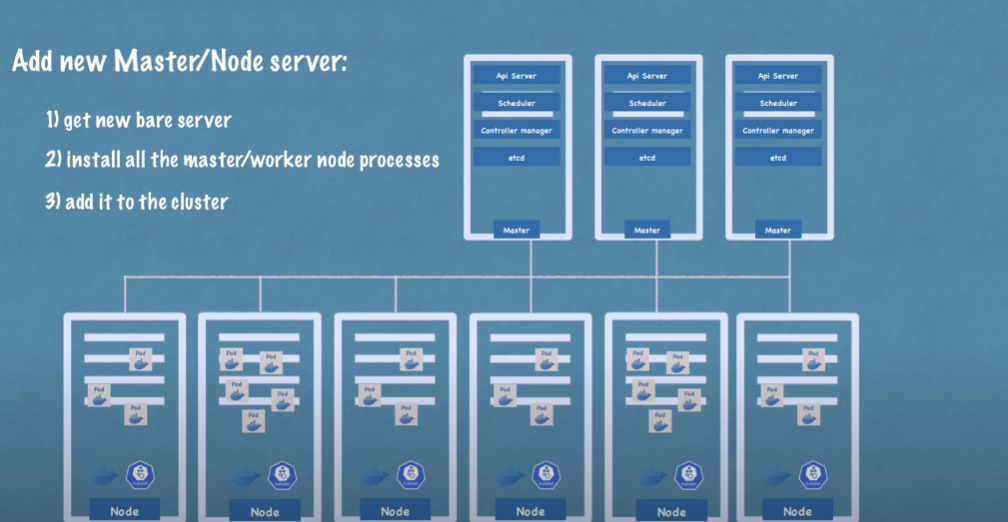 Add new Master/Node server:
1) get new bare server
2) install all the master/worker node processes
3) add it to the cluster
Api Server
Scheduler
Controller manager
etcd
Master
Api Server
Scheduler
Controller manager
etcd
Master
Api Server
Scheduler
Controller manager
etcd
Master
Pod
Pod
Pod
Node
Pod
Pod
Pod
Pod
Pod
Node
Pod
Pod
Pod
Node
Pod
Pod
Pod
Node
Pod
Pod
Pod
Pod
Pod
Node
Pod
Pod
Pod
Node